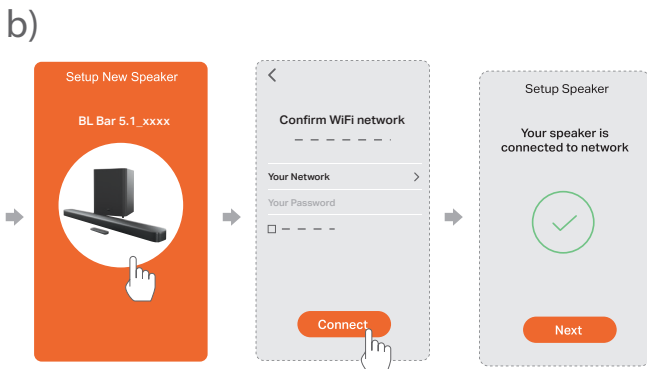 b)
Setup New Speaker
BL Bar 5.1_xxxx
Confirm WiFi network
Your Network
Your Password
Connect
Setup Speaker
Your speaker is
connected to network
Next